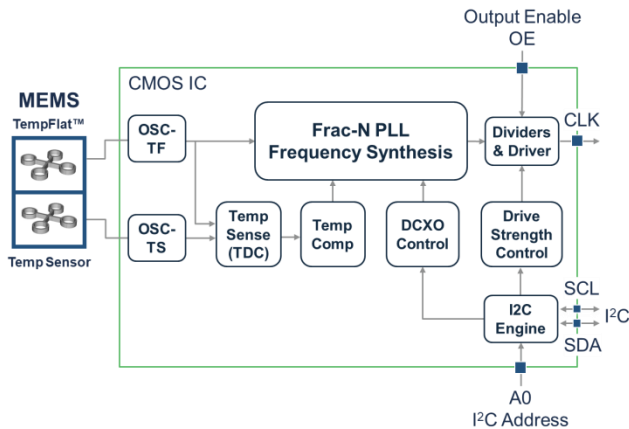 Output Enable
OE
CMOS IC
MEMS
TempFlat™
OSC-
TF
Frac-N PLL
Frequency Synthesis
Dividers
& Driver
CLK
OSC-
TS
Temp
Sense
(TDC)
Temp
Comp
DCXO
Control
Drive
Strength
Control
Temp Sensor
SCL
I2C
Engine
I²C
SDA
A0
I²C Address